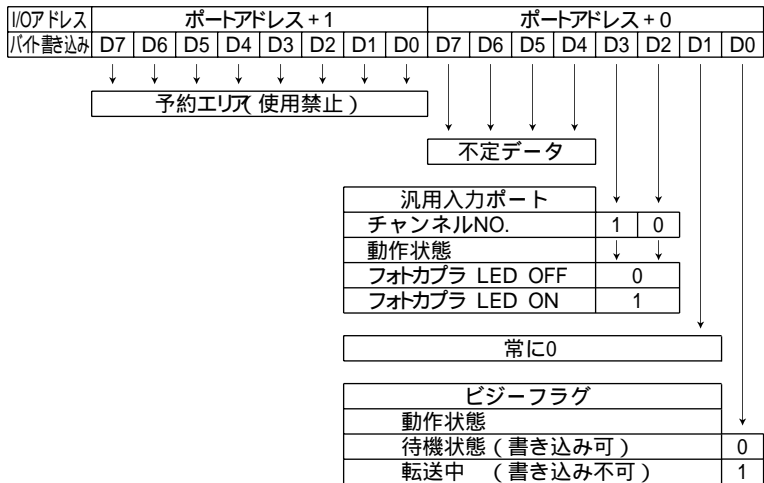 I/Oアドレス ポートアドレス+1 ポートアドレス+0
バイト書き込み D7 D6 D5 D4 D3 D2 D1 D0 D7 D6 D5 D4 D3 D2 D1 D0
予約エリア(使用禁止)
不定データ
汎用入力ポート
チャンネルNO. 1 0
動作状態
フォトカプラ LED OFF 0
フォトカプラ LED ON 1
常に0
ビジーフラグ
動作状態
待機状態(書き込み可) 0
転送中 (書き込み不可) 1